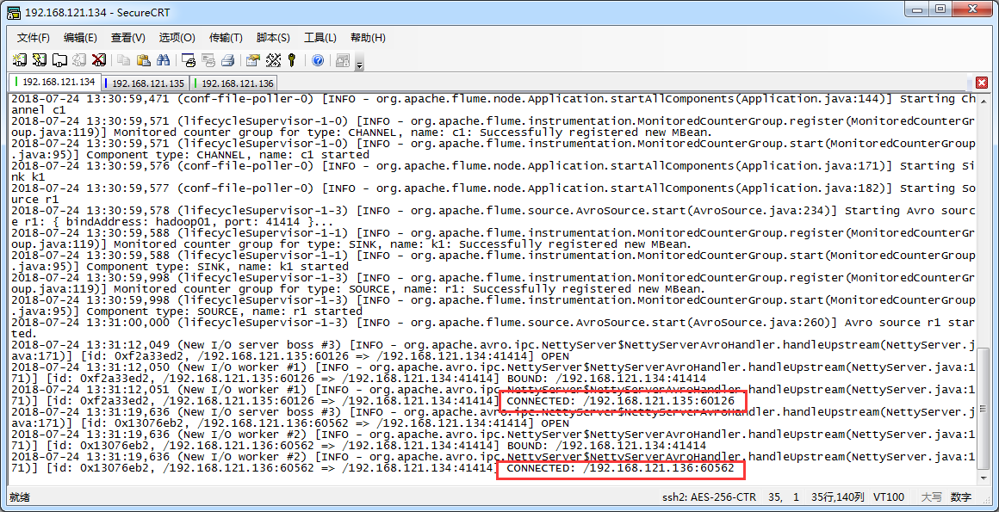 192.168.121.134 - SecureCRT
文件(F) 编辑(E) 查看(V) 选项(O) 传输(T) 脚本(S) 工具(L) 帮助(H)
192.168.121.134 192.168.121.135 192.168.121.136
2018-07-24 13:30:59,471 (conf-file-poller-0) [INFO - org.apache.flume.node.Application.startAllComponents(Application.java:144)] Starting Ch
annel c1
2018-07-24 13:30:59,571 (lifecycleSupervisor-1-0) [INFO - org.apache.flume.instrumentation.MonitoredCounterGroup.register(MonitoredCounterGr
oup.java:119)] Monitored counter group for type: CHANNEL, name: c1: Successfully registered new MBean.
2018-07-24 13:30:59,571 (lifecycleSupervisor-1-0) [INFO - org.apache.flume.instrumentation.MonitoredCounterGroup.start(MonitoredCounterGroup
.java:95)] Component type: CHANNEL, name: c1 started
2018-07-24 13:30:59,576 (conf-file-poller-0) [INFO - org.apache.flume.node.Application.startAllComponents(Application.java:171)] Starting Si
nk k1
2018-07-24 13:30:59,577 (conf-file-poller-0) [INFO - org.apache.flume.node.Application.startAllComponents(Application.java:182)] Starting So
urce r1
2018-07-24 13:30:59,578 (lifecycleSupervisor-1-3) [INFO - org.apache.flume.source.AvroSource.start(AvroSource.java:234)] Starting Avro sourc
e r1: { bindAddress: hadoop01, port: 41414 }...
2018-07-24 13:30:59,588 (lifecycleSupervisor-1-1) [INFO - org.apache.flume.instrumentation.MonitoredCounterGroup.register(MonitoredCounterGr
oup.java:119)] Monitored counter group for type: SINK, name: k1: Successfully registered new MBean.
2018-07-24 13:30:59,588 (lifecycleSupervisor-1-1) [INFO - org.apache.flume.instrumentation.MonitoredCounterGroup.start(MonitoredCounterGroup
.java:95)] Component type: SINK, name: k1 started
2018-07-24 13:30:59,998 (lifecycleSupervisor-1-3) [INFO - org.apache.flume.instrumentation.MonitoredCounterGroup.register(MonitoredCounterGr
oup.java:119)] Monitored counter group for type: SOURCE, name: r1: Successfully registered new MBean.
2018-07-24 13:30:59,998 (lifecycleSupervisor-1-3) [INFO - org.apache.flume.instrumentation.MonitoredCounterGroup.start(MonitoredCounterGroup
.java:95)] Component type: SOURCE, name: r1 started
2018-07-24 13:31:00,000 (lifecycleSupervisor-1-3) [INFO - org.apache.flume.source.AvroSource.start(AvroSource.java:260)] Avro source r1 star
ted.
2018-07-24 13:31:12,049 (New I/O server boss #3) [INFO - org.apache.avro.ipc.NettyServer$NettyServerAvroHandler.handleUpstream(NettyServer.j
ava:171)] [id: 0xf2a33ed2, /192.168.121.135:60126 => /192.168.121.134:41414] OPEN
2018-07-24 13:31:12,050 (New I/O worker #1) [INFO - org.apache.avro.ipc.NettyServer$NettyServerAvroHandler.handleUpstream(NettyServer.java:1
71)] [id: 0xf2a33ed2, /192.168.121.135:60126 => /192.168.121.134:41414] BOUND: /192.168.121.134:41414
2018-07-24 13:31:12,051 (New I/O worker #1) [INFO - org.apache.avro.ipc.NettyServer$NettyServerAvroHandler.handleUpstream(NettyServer.java:1
71)] [id: 0xf2a33ed2, /192.168.121.135:60126 => /192.168.121.134:41414] CONNECTED: /192.168.121.135:60126
2018-07-24 13:31:19,636 (New I/O server boss #3) [INFO - org.apache.avro.ipc.NettyServer$NettyServerAvroHandler.handleUpstream(NettyServer.j
ava:171)] [id: 0x13076eb2, /192.168.121.136:60562 => /192.168.121.134:41414] OPEN
2018-07-24 13:31:19,636 (New I/O worker #2) [INFO - org.apache.avro.ipc.NettyServer$NettyServerAvroHandler.handleUpstream(NettyServer.java:1
71)] [id: 0x13076eb2, /192.168.121.136:60562 => /192.168.121.134:41414] BOUND: /192.168.121.134:41414
2018-07-24 13:31:19,636 (New I/O worker #2) [INFO - org.apache.avro.ipc.NettyServer$NettyServerAvroHandler.handleUpstream(NettyServer.java:1
71)] [id: 0x13076eb2, /192.168.121.136:60562 => /192.168.121.134:41414] CONNECTED: /192.168.121.136:60562
就绪 ssh2: AES-256-CTR 35, 1 35行,140列 VT100 大写 数字